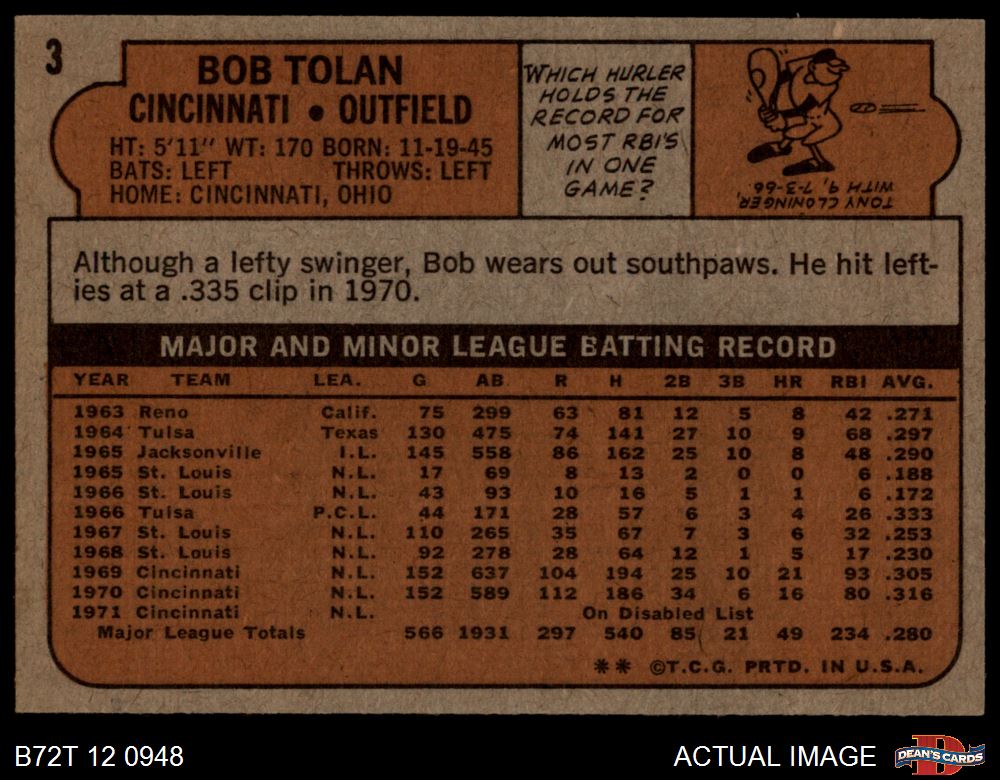 3
BOB TOLAN
CINCINNATI • OUTFIELD
HT: 5'11" WT: 170 BORN: 11-19-45
BATS: LEFT THROWS: LEFT
HOME: CINCINNATI, OHIO
WHICH HURLER
HOLDS THE
RECORD FOR
MOST RBI'S
IN ONE
GAME?
TONY CLONINGER,
WITH 9, 7-3-66.
Although a lefty swinger, Bob wears out southpaws. He hit left-
ies at a .335 clip in 1970.
MAJOR AND MINOR LEAGUE BATTING RECORD
YEAR TEAM LEA. G AB R H 2B 3B HR RBI AVG.
1963 Reno Calif. 75 299 63 81 12 5 8 42 .271
1964 Tulsa Texas 130 475 74 141 27 10 9 68 .297
1965 Jacksonville I.L. 145 558 86 162 25 10 8 48 .290
1965 St. Louis N.L. 17 69 8 13 2 0 0 6 .188
1966 St. Louis N.L. 43 93 10 16 5 1 1 6 .172
1966 Tulsa P.C.L. 44 171 28 57 6 3 4 26 .333
1967 St. Louis N.L. 110 265 35 67 7 3 6 32 .253
1968 St. Louis N.L. 92 278 28 64 12 1 5 17 .230
1969 Cincinnati N.L. 152 637 104 194 25 10 21 93 .305
1970 Cincinnati N.L. 152 589 112 186 34 6 16 80 .316
1971 Cincinnati N.L. On Disabled List
Major League Totals 566 1931 297 540 85 21 49 234 .280
** ©T.C.G. PRTD. IN U.S.A.
B72T 12 0948 ACTUAL IMAGE
DEAN'S CARDS